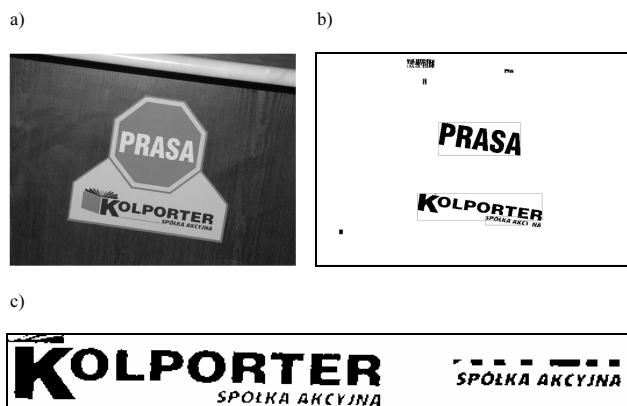 a)
b)
PRASA
KOLPORTER
SPÓŁKA AKCYJNA
PRASA
KOLPORTER
SPÓŁKA AKCYJNA
c)
KOLPORTER
SPÓŁKA AKCYJNA
SPÓŁKA AKCYJNA